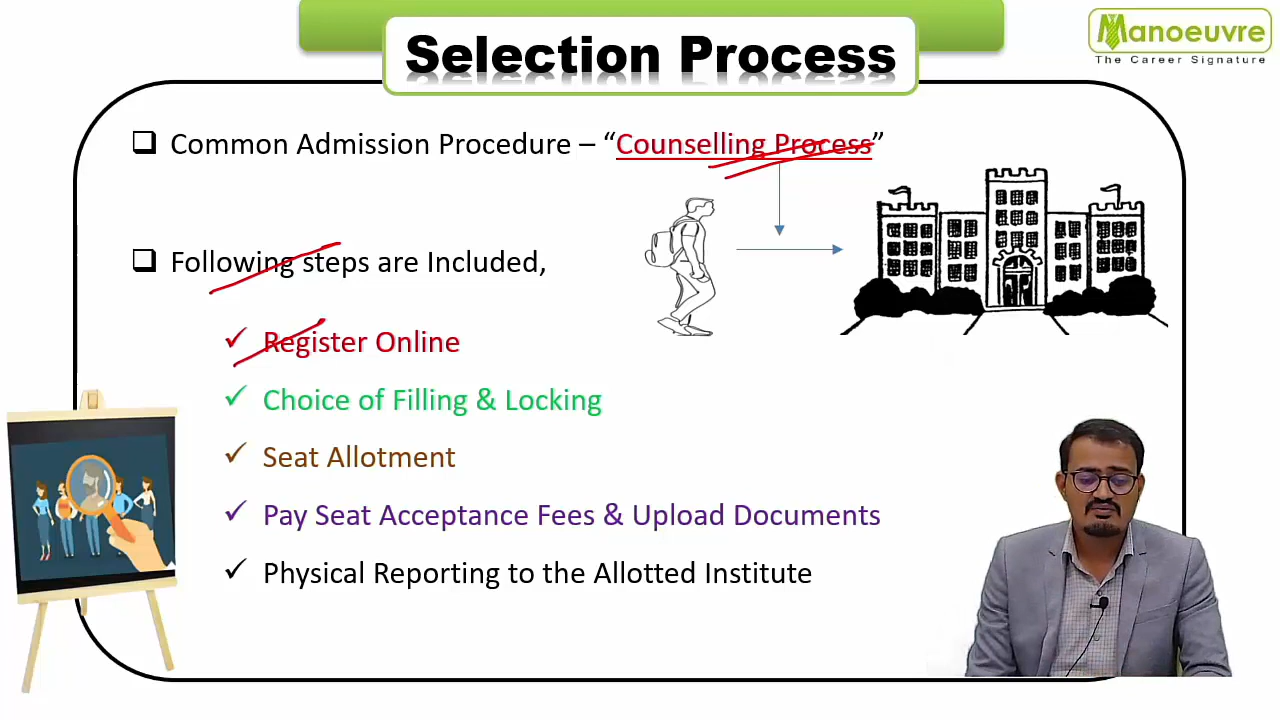 Selection Process
Manoeuvre
The Career Signature
Common Admission Procedure – “Counselling Process”
Following steps are Included,
Register Online
Choice of Filling & Locking
Seat Allotment
Pay Seat Acceptance Fees & Upload Documents
Physical Reporting to the Allotted Institute